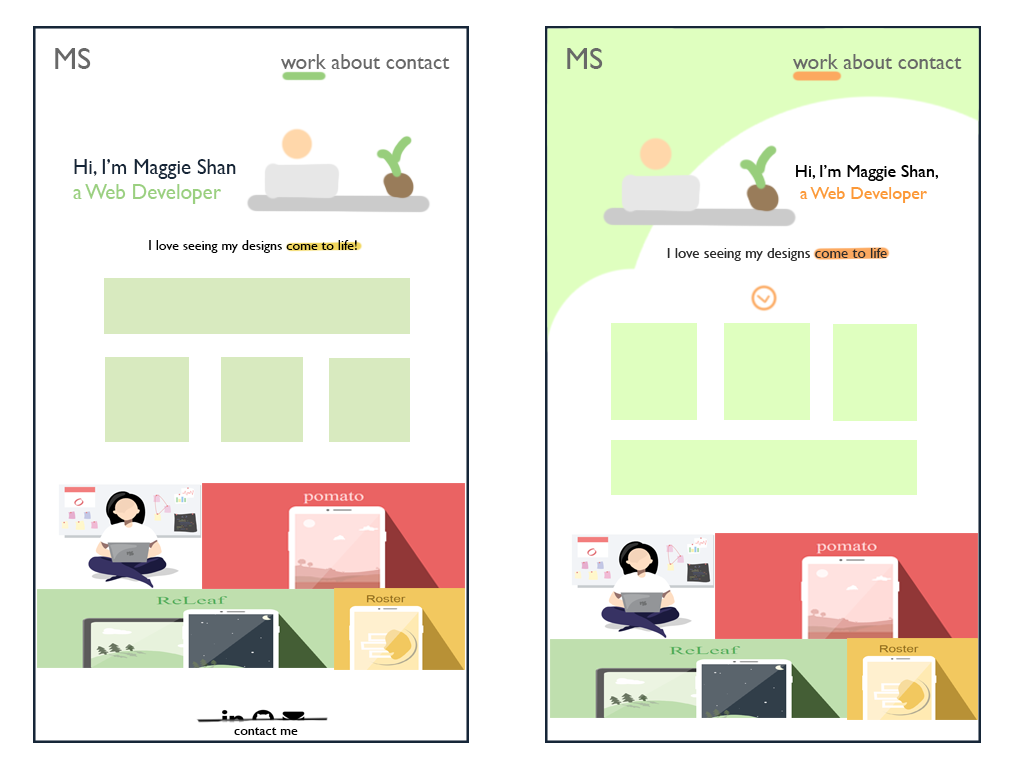 MS
work about contact
Hi, I'm Maggie Shan
a Web Developer
I love seeing my designs come to life!
pomato
ReLeaf
Roster
in
contact me
MS
work about contact
Hi, I'm Maggie Shan,
a Web Developer
I love seeing my designs come to life
pomato
ReLeaf
Roster